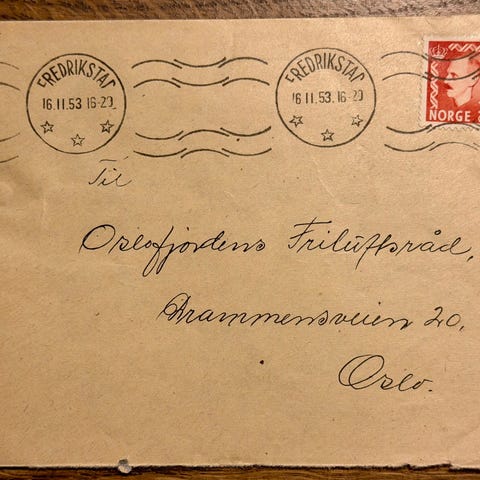 FREDRIKSTAD
16.11.53.16-20
FREDRIKSTAD
16.11.53.16-20
NORGE
Til
Oslofjordens Friluftsråd,
Drammensveien 20,
Oslo.